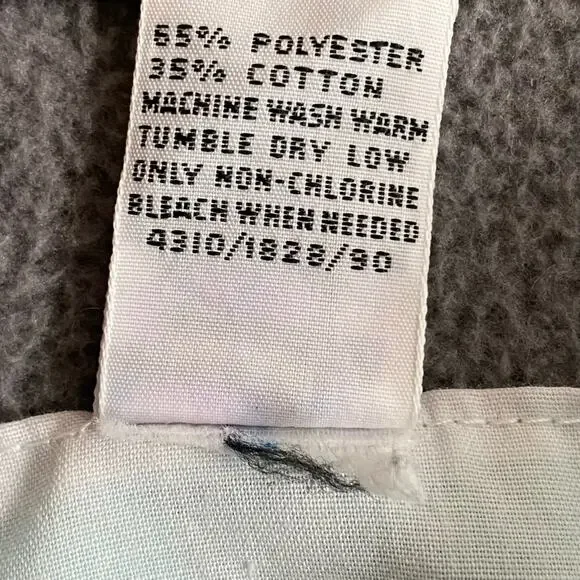 65% POLYESTER
35% COTTON
MACHINE WASH WARM
TUMBLE DRY LOW
ONLY NON-CHLORINE
BLEACH WHEN NEEDED
4310/1828/90